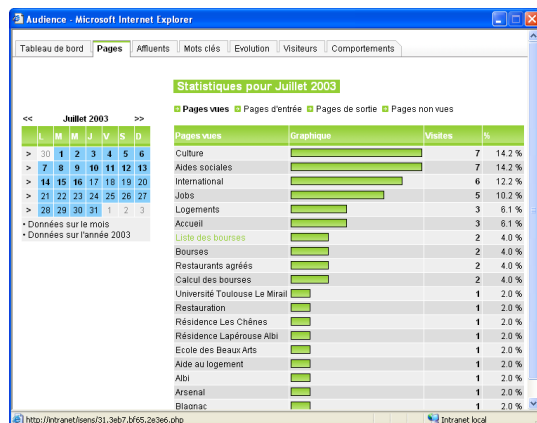 Audience - Microsoft Internet Explorer
Tableau de bord Pages Affluents Mots clés Evolution Visiteurs Comportements
Statistiques pour Juillet 2003
Pages vues Pages d'entrée Pages de sortie Pages non vues
<< Juillet 2003 >>
L M M J V S D
> 30 1 2 3 4 5 6
> 7 8 9 10 11 12 13
> 14 15 16 17 18 19 20
> 21 22 23 24 25 26 27
> 28 29 30 31 1 2 3
• Données sur le mois
• Données sur l'année 2003
Pages vues Graphique Visites %
Culture 7 14.2 %
Aides sociales 7 14.2 %
International 6 12.2 %
Jobs 5 10.2 %
Logements 3 6.1 %
Accueil 3 6.1 %
Liste des bourses 2 4.0 %
Bourses 2 4.0 %
Restaurants agréés 2 4.0 %
Calcul des bourses 2 4.0 %
Université Toulouse Le Mirail 1 2.0 %
Restauration 1 2.0 %
Résidence Les Chênes 1 2.0 %
Résidence Lapérouse Albi 1 2.0 %
Ecole des Beaux Arts 1 2.0 %
Aide au logement 1 2.0 %
Albi 1 2.0 %
Arsenal 1 2.0 %
Blagnac 1 2.0 %
http://intranet/isens/31.3eb7.bf65.2e3e6.php Intranet local